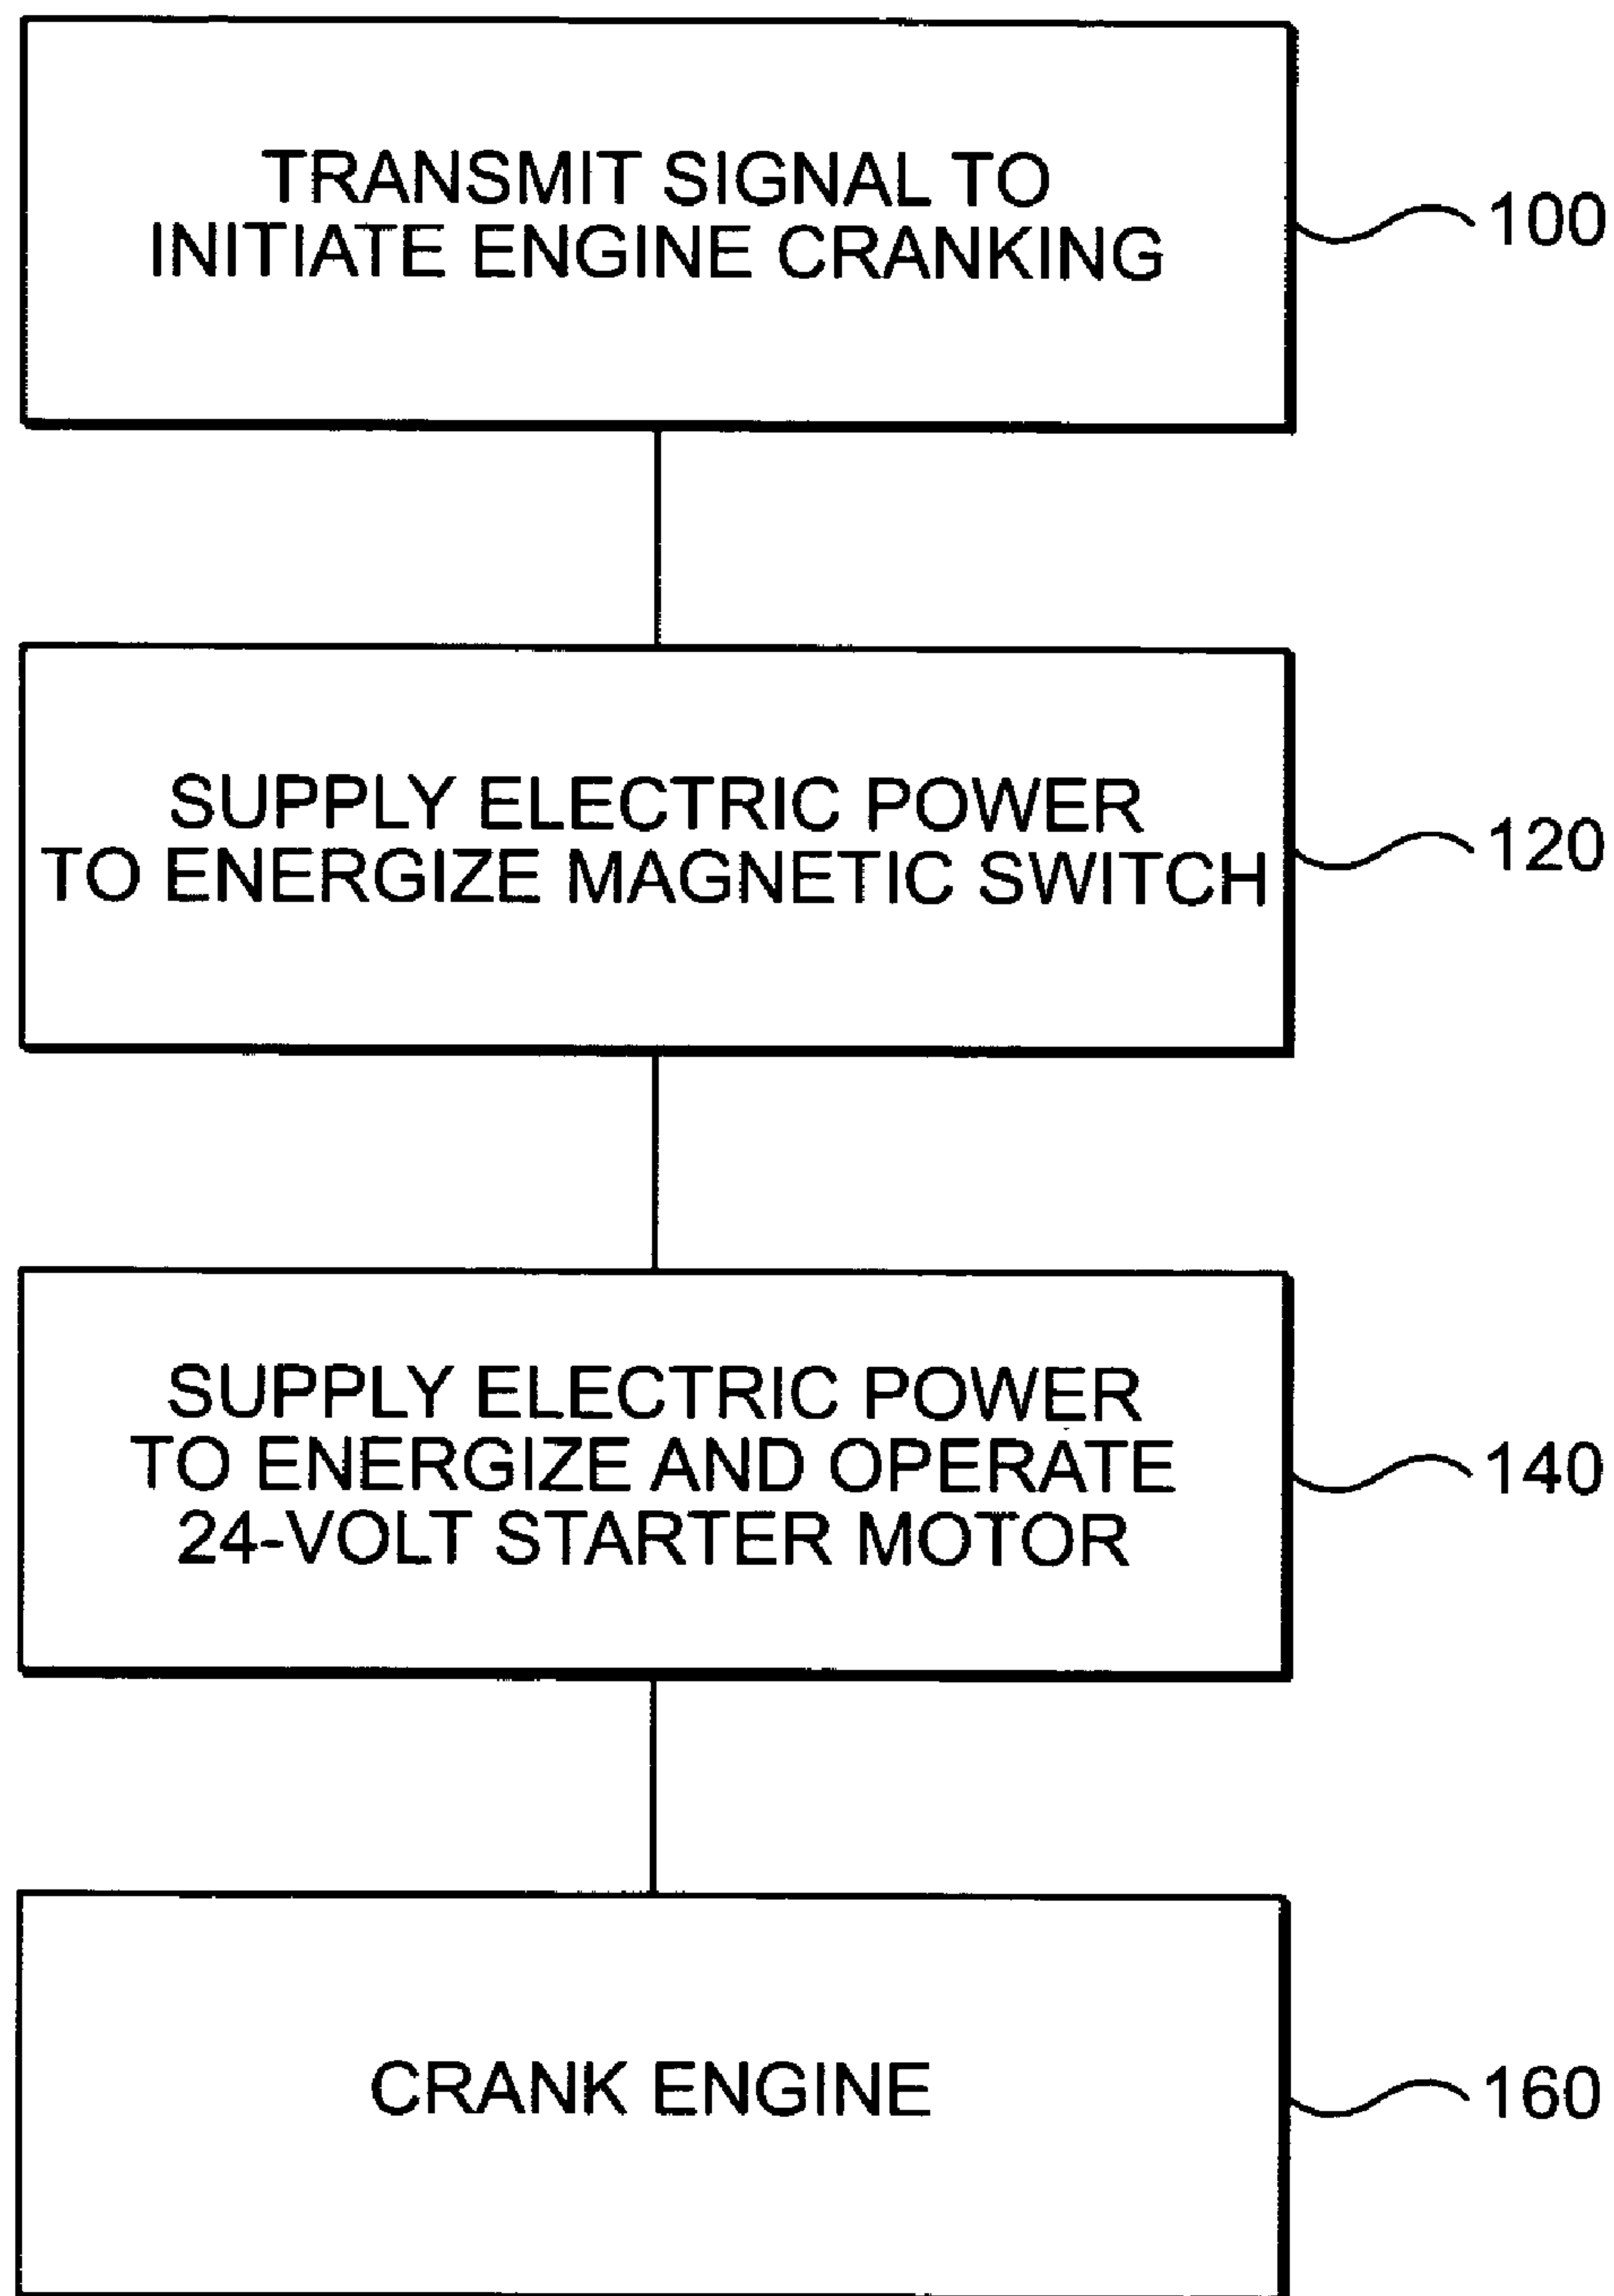 TRANSMIT SIGNAL TO
INITIATE ENGINE CRANKING
100
SUPPLY ELECTRIC POWER
TO ENERGIZE MAGNETIC SWITCH
120
SUPPLY ELECTRIC POWER
TO ENERGIZE AND OPERATE
24-VOLT STARTER MOTOR
140
CRANK ENGINE
160